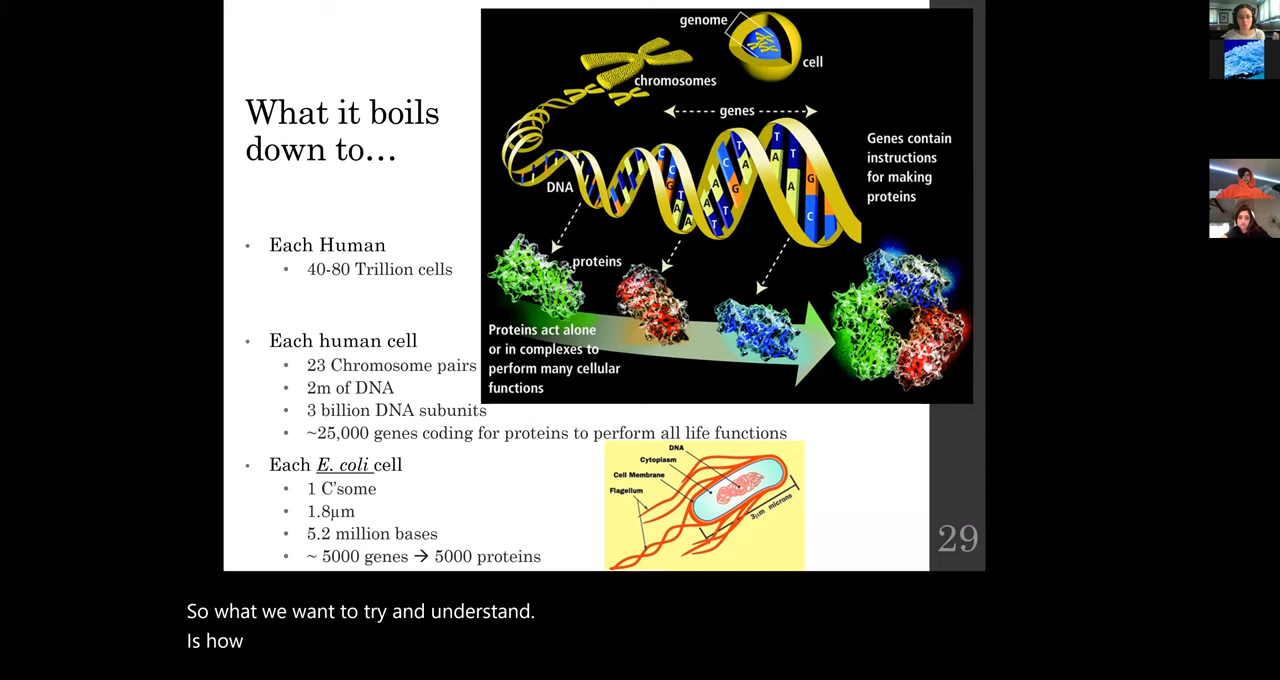 What it boils
down to…
• Each Human
• 40-80 Trillion cells
• Each human cell
• 23 Chromosome pairs
• 2m of DNA
• 3 billion DNA subunits
• ~25,000 genes coding for proteins to perform all life functions
• Each E. coli cell
• 1 C'some
• 1.8µm
• 5.2 million bases
• ~ 5000 genes → 5000 proteins
genome
cell
chromosomes
genes
DNA
C
C
G
T
A
A
A
T
A
C
T
G
T
A
T
A
T
A
G
C
Genes contain
instructions
for making
proteins
proteins
Proteins act alone
or in complexes to
perform many cellular
functions
DNA
Cytoplasm
Cell Membrane
Flagellum
3µm microns
29
So what we want to try and understand.
Is how